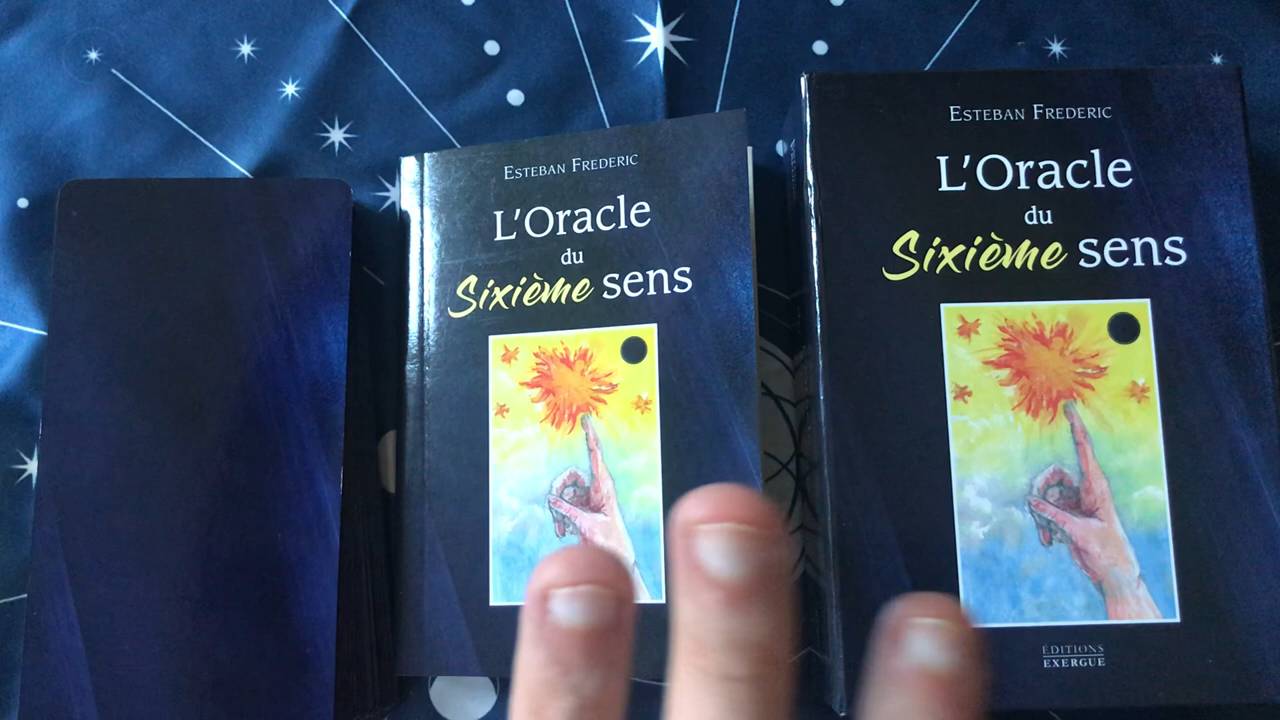 ESTEBAN FREDERIC
L'Oracle
du
Sixième sens
ESTEBAN FREDERIC
L'Oracle
du
Sixième sens
ÉDITIONS
EXERGUE